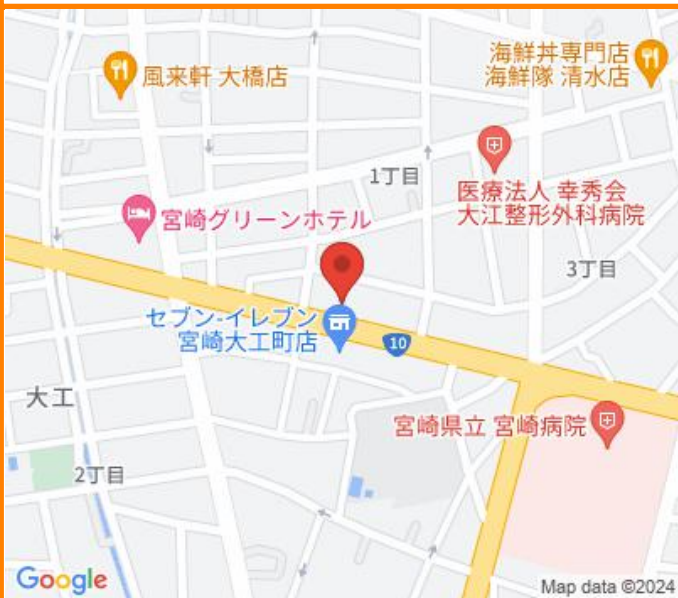 風来軒 大橋店
海鮮丼専門店
海鮮隊 清水店
1丁目
医療法人 幸秀会
大江整形外科病院
宮崎グリーンホテル
3丁目
セブン-イレブン
宮崎大工町店
10
大工
宮崎県立 宮崎病院
2丁目
Google
Map data ©2024